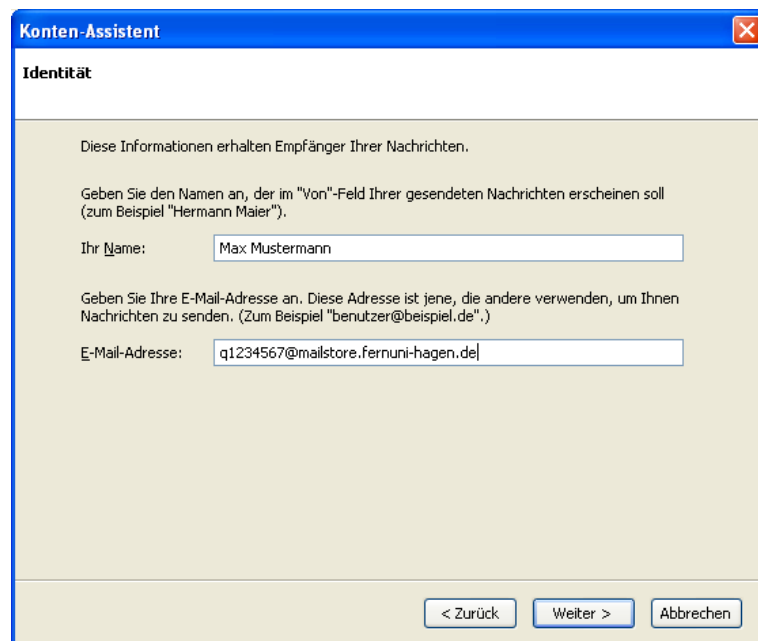 Konten-Assistent
Identität
Diese Informationen erhalten Empfänger Ihrer Nachrichten.
Geben Sie den Namen an, der im "Von"-Feld Ihrer gesendeten Nachrichten erscheinen soll
(zum Beispiel "Hermann Maier").
Ihr Name: Max Mustermann
Geben Sie Ihre E-Mail-Adresse an. Diese Adresse ist jene, die andere verwenden, um Ihnen
Nachrichten zu senden. (Zum Beispiel "benutzer@beispiel.de".)
E-Mail-Adresse: q1234567@mailstore.fernuni-hagen.de
< Zurück Weiter > Abbrechen